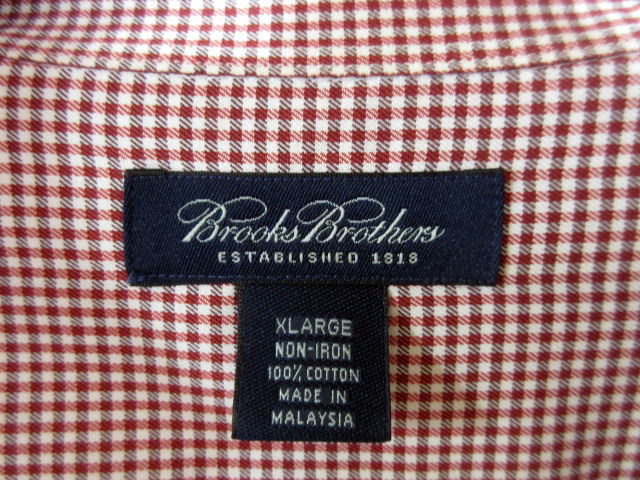 Brooks Brothers
ESTABLISHED 1818
XLARGE
NON-IRON
100% COTTON
MADE IN
MALAYSIA